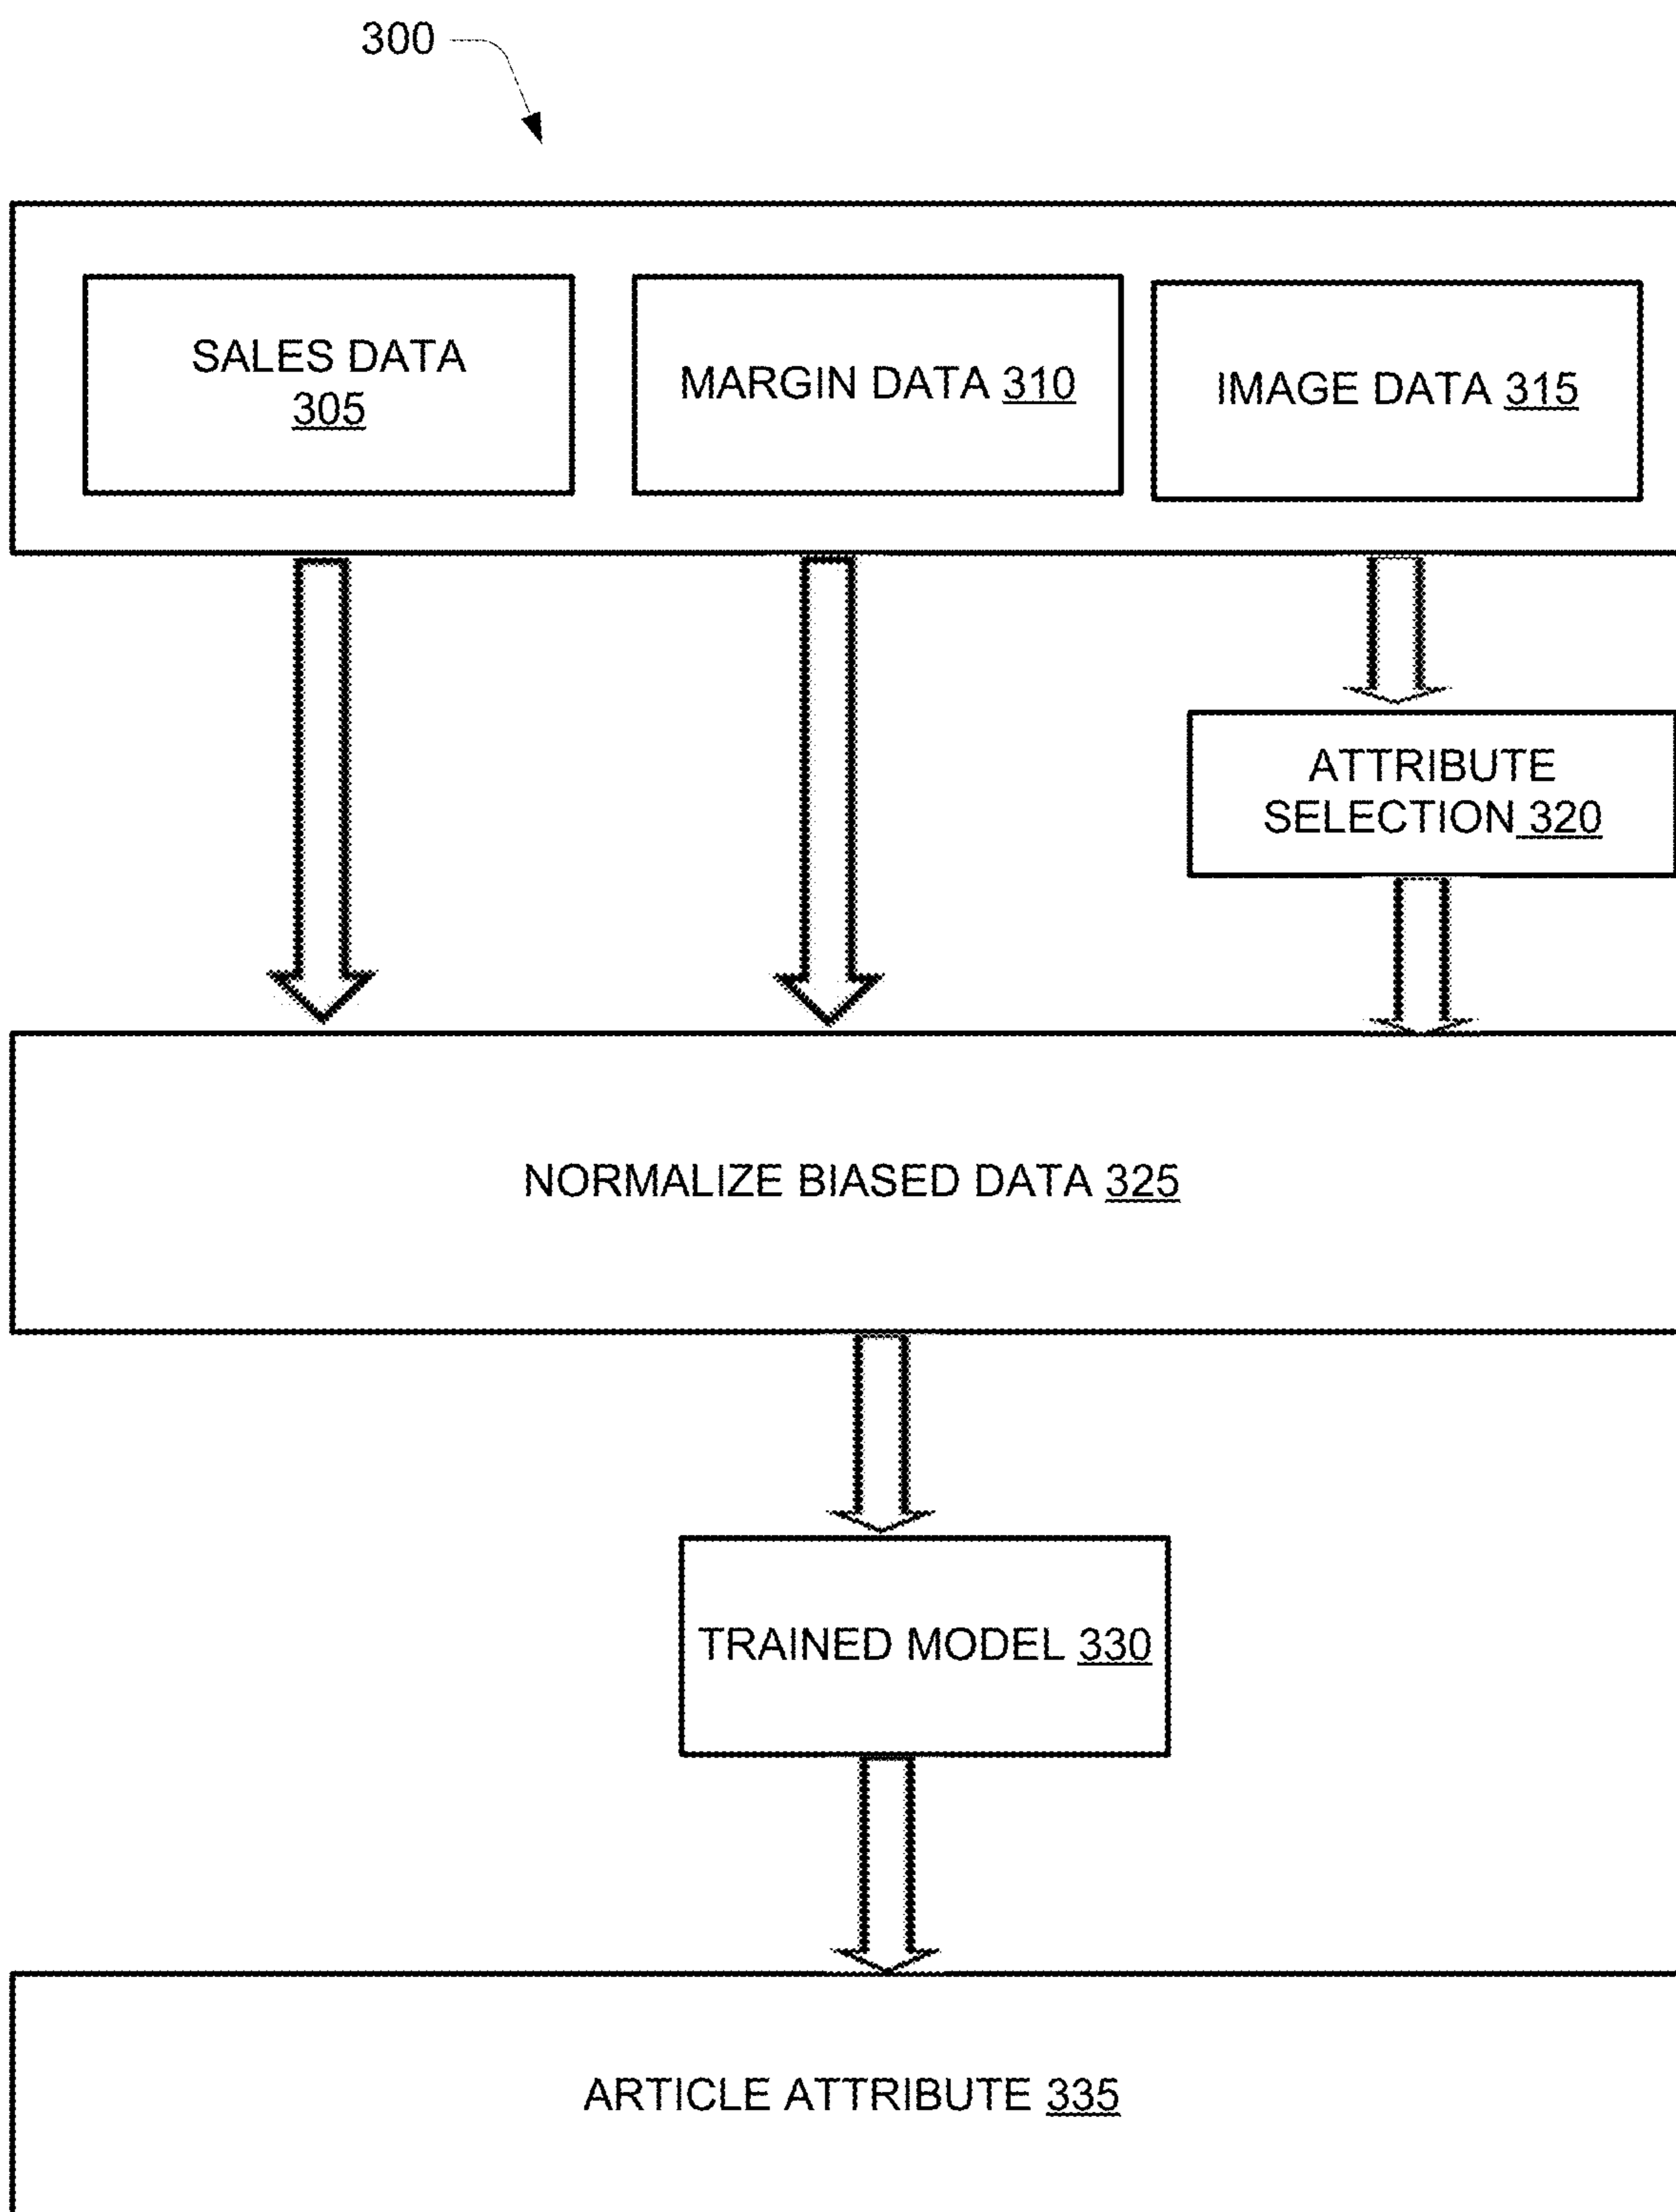 300
SALES DATA
305
MARGIN DATA 310
IMAGE DATA 315
ATTRIBUTE
SELECTION 320
NORMALIZE BIASED DATA 325
TRAINED MODEL 330
ARTICLE ATTRIBUTE 335